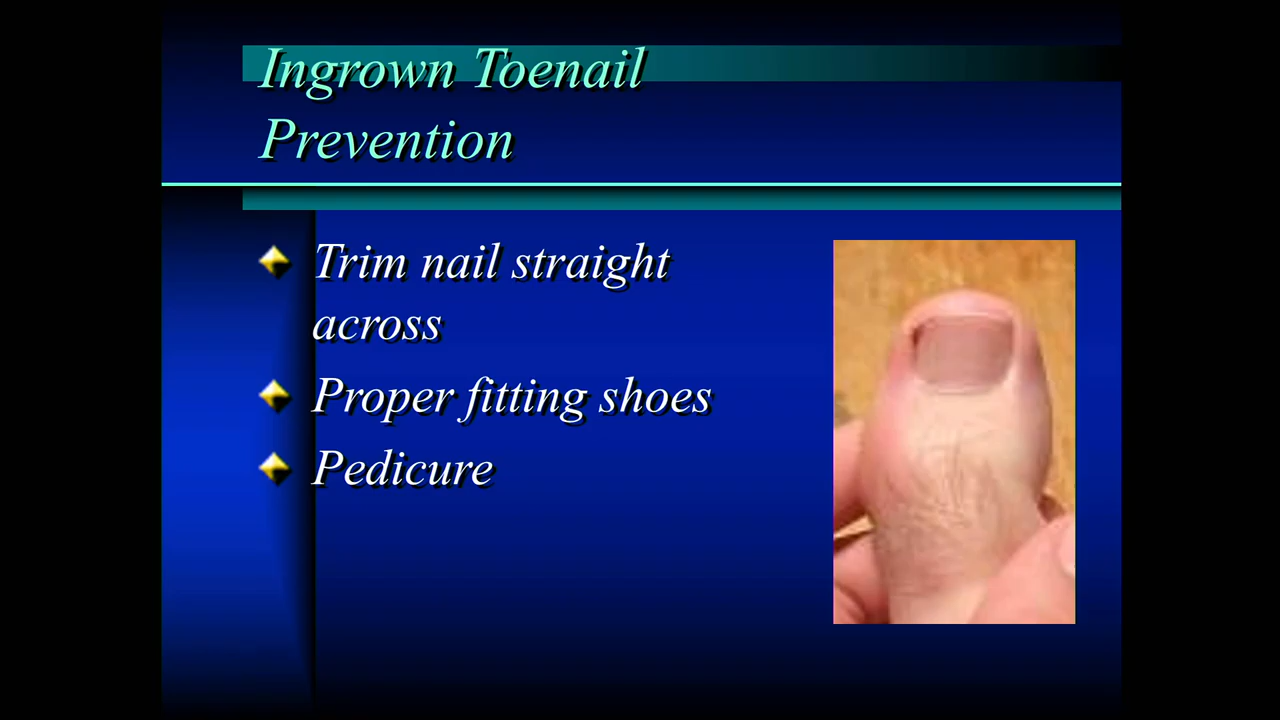 Ingrown Toenail
Prevention
Trim nail straight
across
Proper fitting shoes
Pedicure